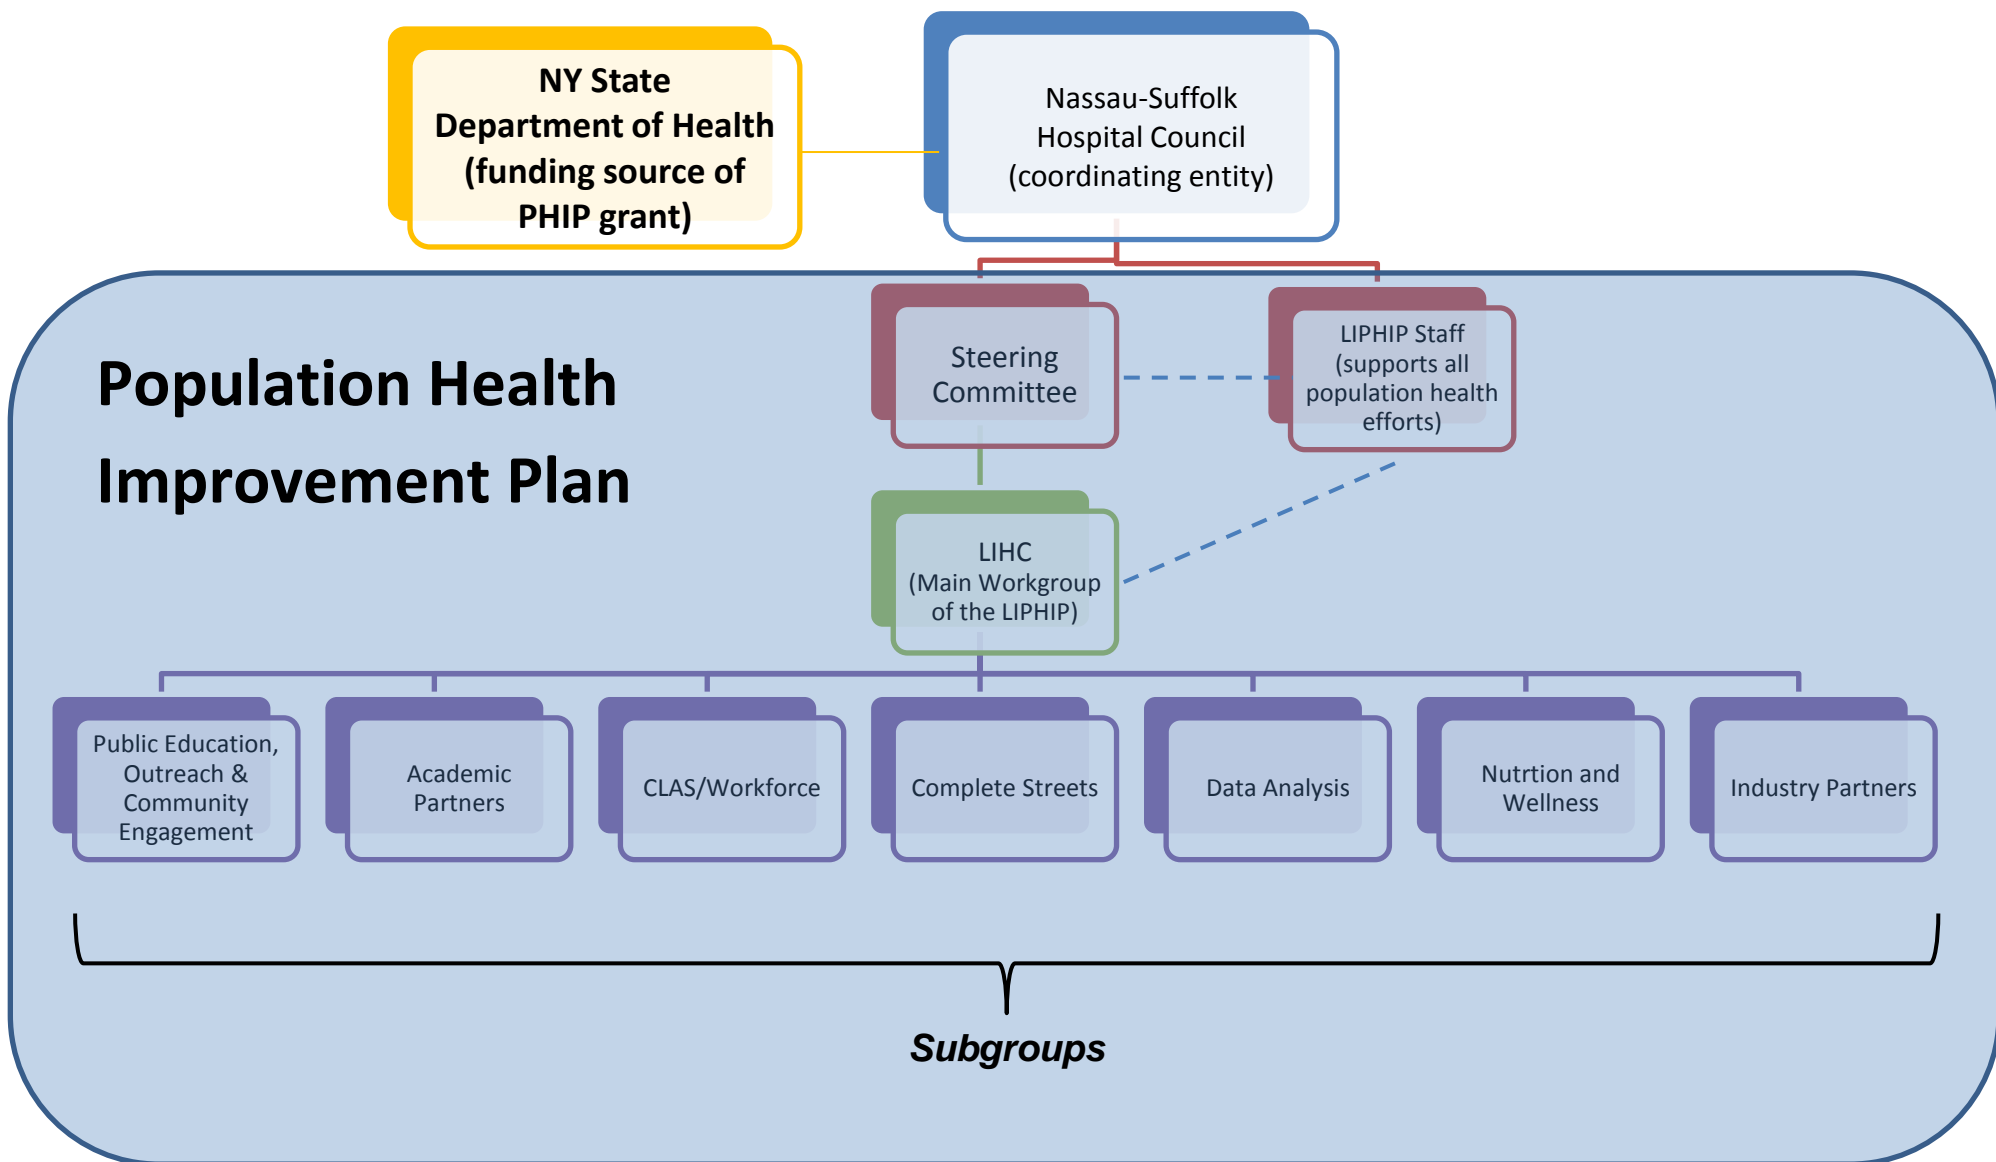 NY State
Department of Health
(funding source of
PHIP grant)
Nassau-Suffolk
Hospital Council
(coordinating entity)
Population Health
Improvement Plan
Steering
Committee
LIPHIP Staff
(supports all
population health
efforts)
LIHC
(Main Workgroup
of the LIPHIP)
Public Education,
Outreach &
Community
Engagement
Academic
Partners
CLAS/Workforce
Complete Streets
Data Analysis
Nutrtion and
Wellness
Industry Partners
Subgroups